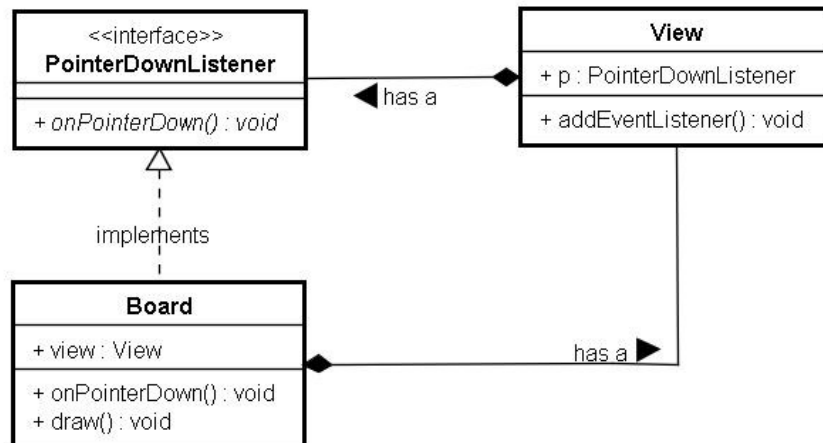 <<interface>>
PointerDownListener
+ onPointerDown() : void
View
+ p : PointerDownListener
+ addEventListener() : void
has a
implements
Board
+ view : View
+ onPointerDown() : void
+ draw() : void
has a